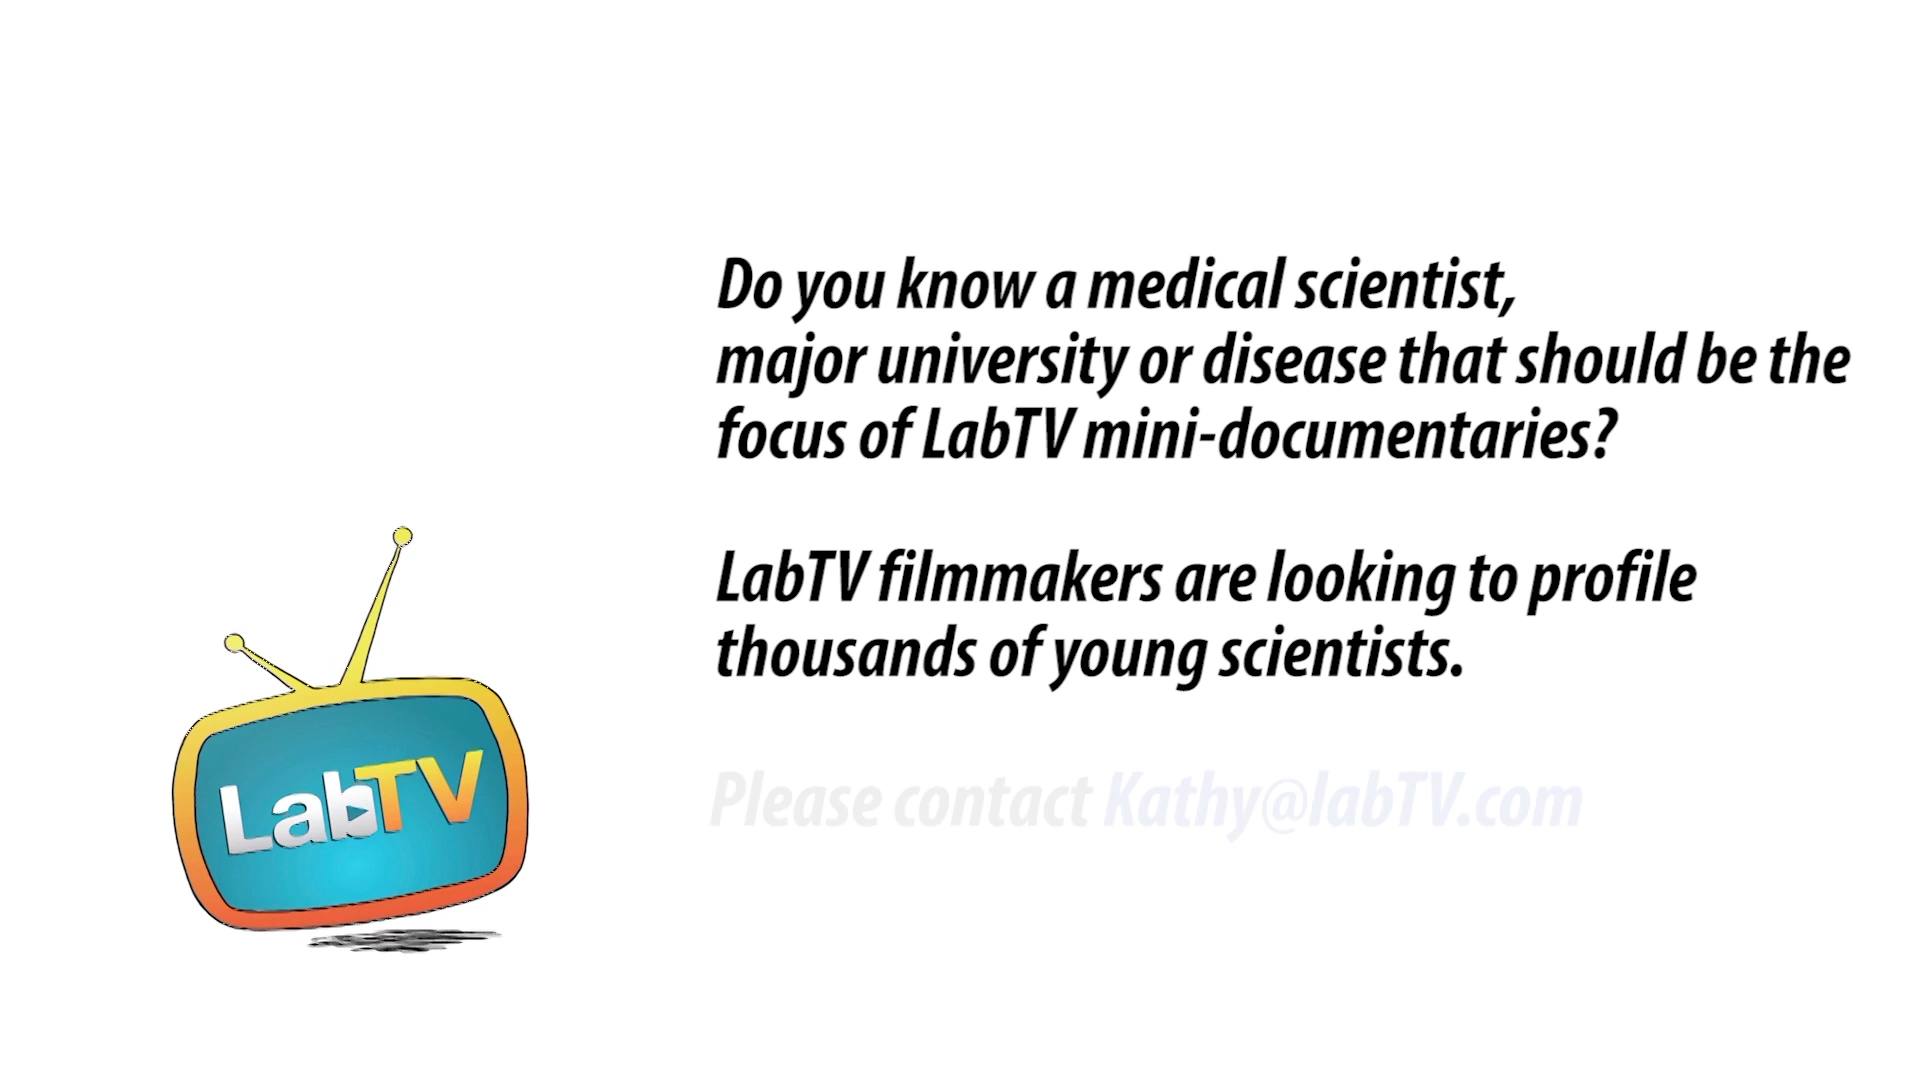 Do you know a medical scientist,
major university or disease that should be the
focus of LabTV mini-documentaries?
LabTV filmmakers are looking to profile
thousands of young scientists.
LabTV
Please contact Kathy@labTV.com